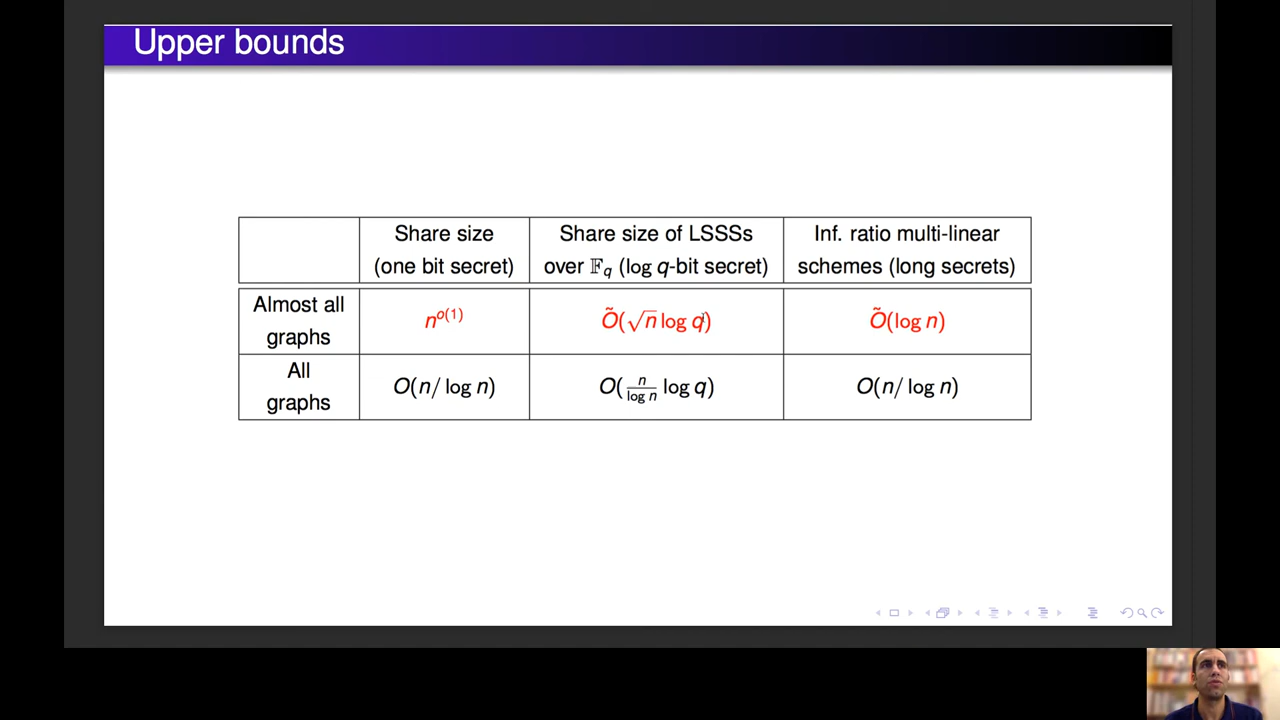 Upper bounds
Share size
(one bit secret)
Share size of LSSSs
over 𝔽_q (log q-bit secret)
Inf. ratio multi-linear
schemes (long secrets)
Almost all
graphs
n^{o(1)}
Õ(√n log q)
Õ(log n)
All
graphs
O(n/ log n)
O(\frac{n}{log n} log q)
O(n/ log n)